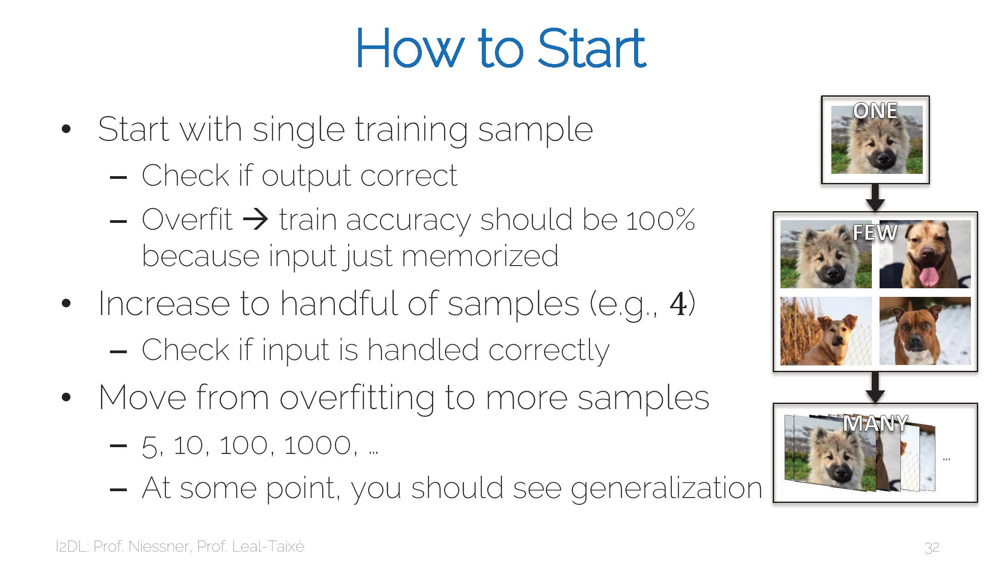 How to Start
• Start with single training sample
– Check if output correct
– Overfit → train accuracy should be 100%
because input just memorized
• Increase to handful of samples (e.g., 4)
– Check if input is handled correctly
• Move from overfitting to more samples
– 5, 10, 100, 1000, …
– At some point, you should see generalization
ONE
FEW
MANY
…
I2DL: Prof. Niessner, Prof. Leal-Taixé
32